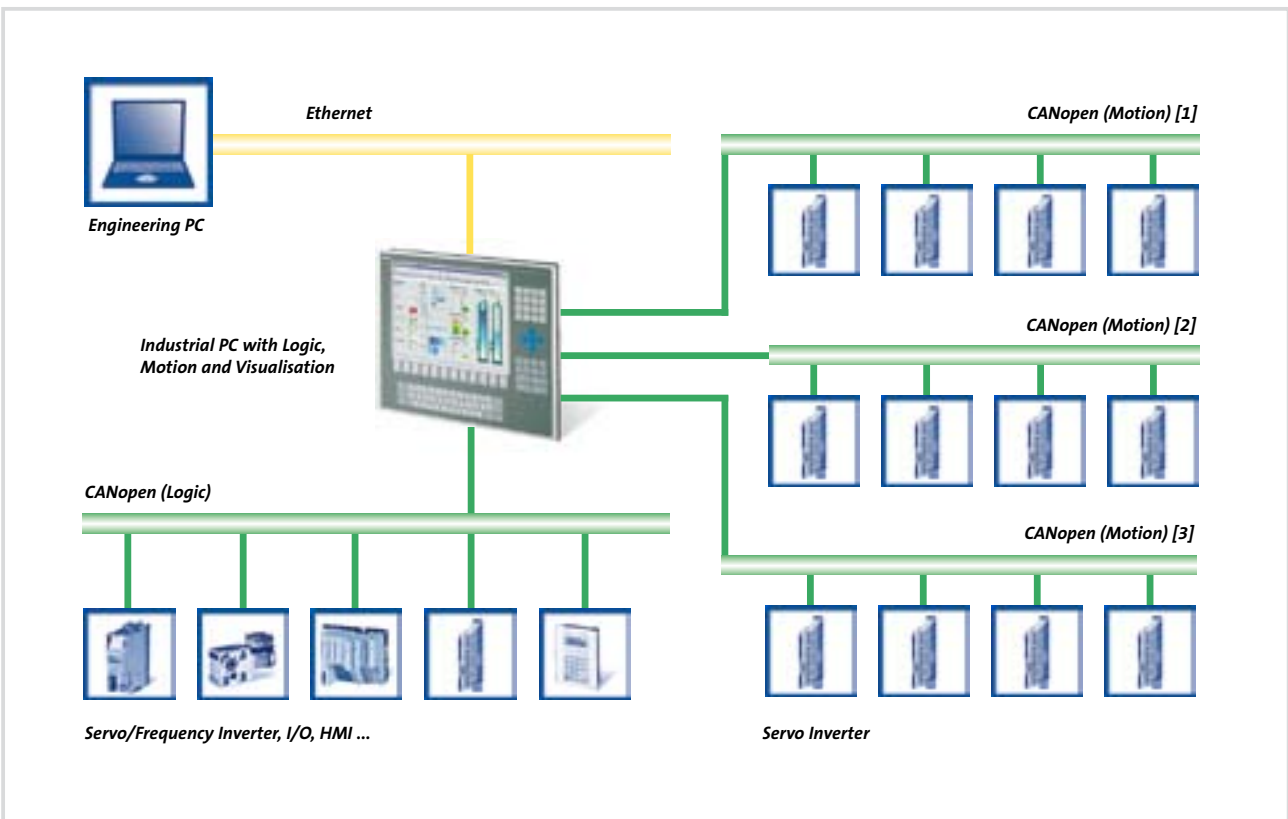 Ethernet
CANopen (Motion) [1]
Engineering PC
CANopen (Motion) [2]
Industrial PC with Logic,
Motion and Visualisation
CANopen (Logic)
CANopen (Motion) [3]
Servo/Frequency Inverter, I/O, HMI ...
Servo Inverter